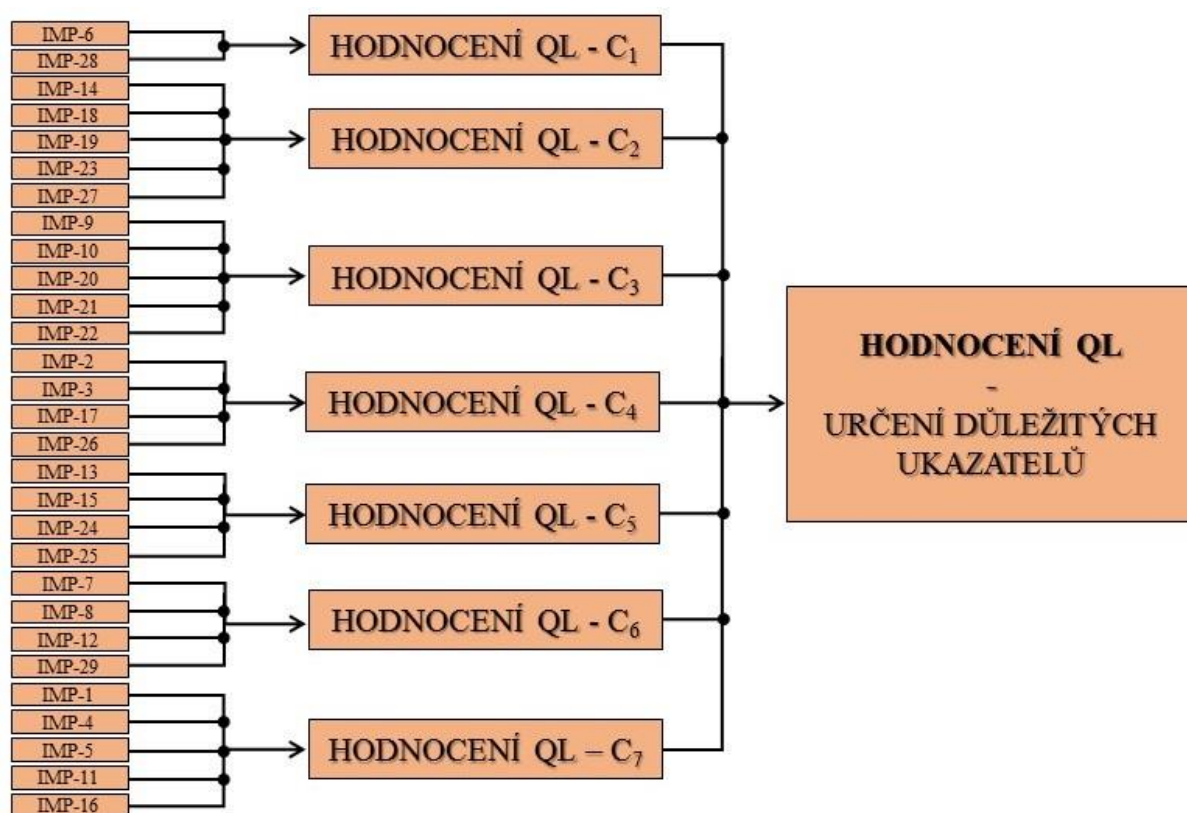 IMP-6
IMP-28
IMP-14
IMP-18
IMP-19
IMP-23
IMP-27
IMP-9
IMP-10
IMP-20
IMP-21
IMP-22
IMP-2
IMP-3
IMP-17
IMP-26
IMP-13
IMP-15
IMP-24
IMP-25
IMP-7
IMP-8
IMP-12
IMP-29
IMP-1
IMP-4
IMP-5
IMP-11
IMP-16
HODNOCENÍ QL - C₁
HODNOCENÍ QL - C₂
HODNOCENÍ QL - C₃
HODNOCENÍ QL - C₄
HODNOCENÍ QL - C₅
HODNOCENÍ QL - C₆
HODNOCENÍ QL – C₇
HODNOCENÍ QL
-
URČENÍ DŮLEŽITÝCH
UKAZATELŮ